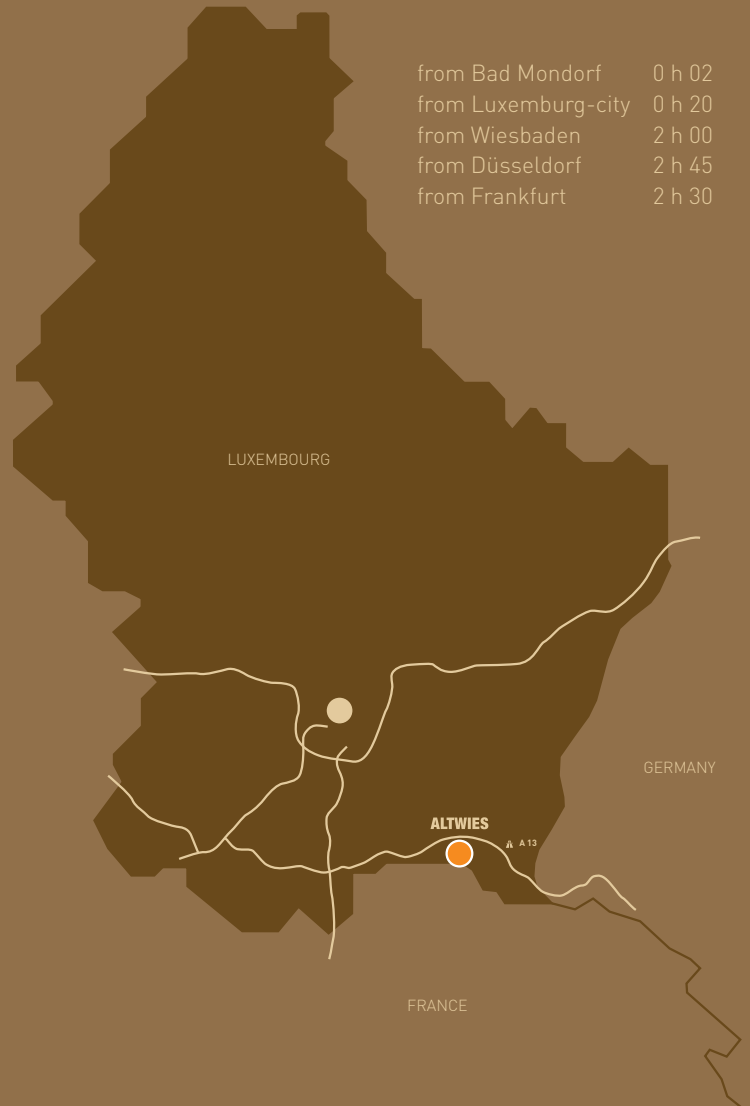 from Bad Mondorf 0 h 02
from Luxemburg-city 0 h 20
from Wiesbaden 2 h 00
from Düsseldorf 2 h 45
from Frankfurt 2 h 30
LUXEMBOURG
GERMANY
ALTWIES
A 13
FRANCE